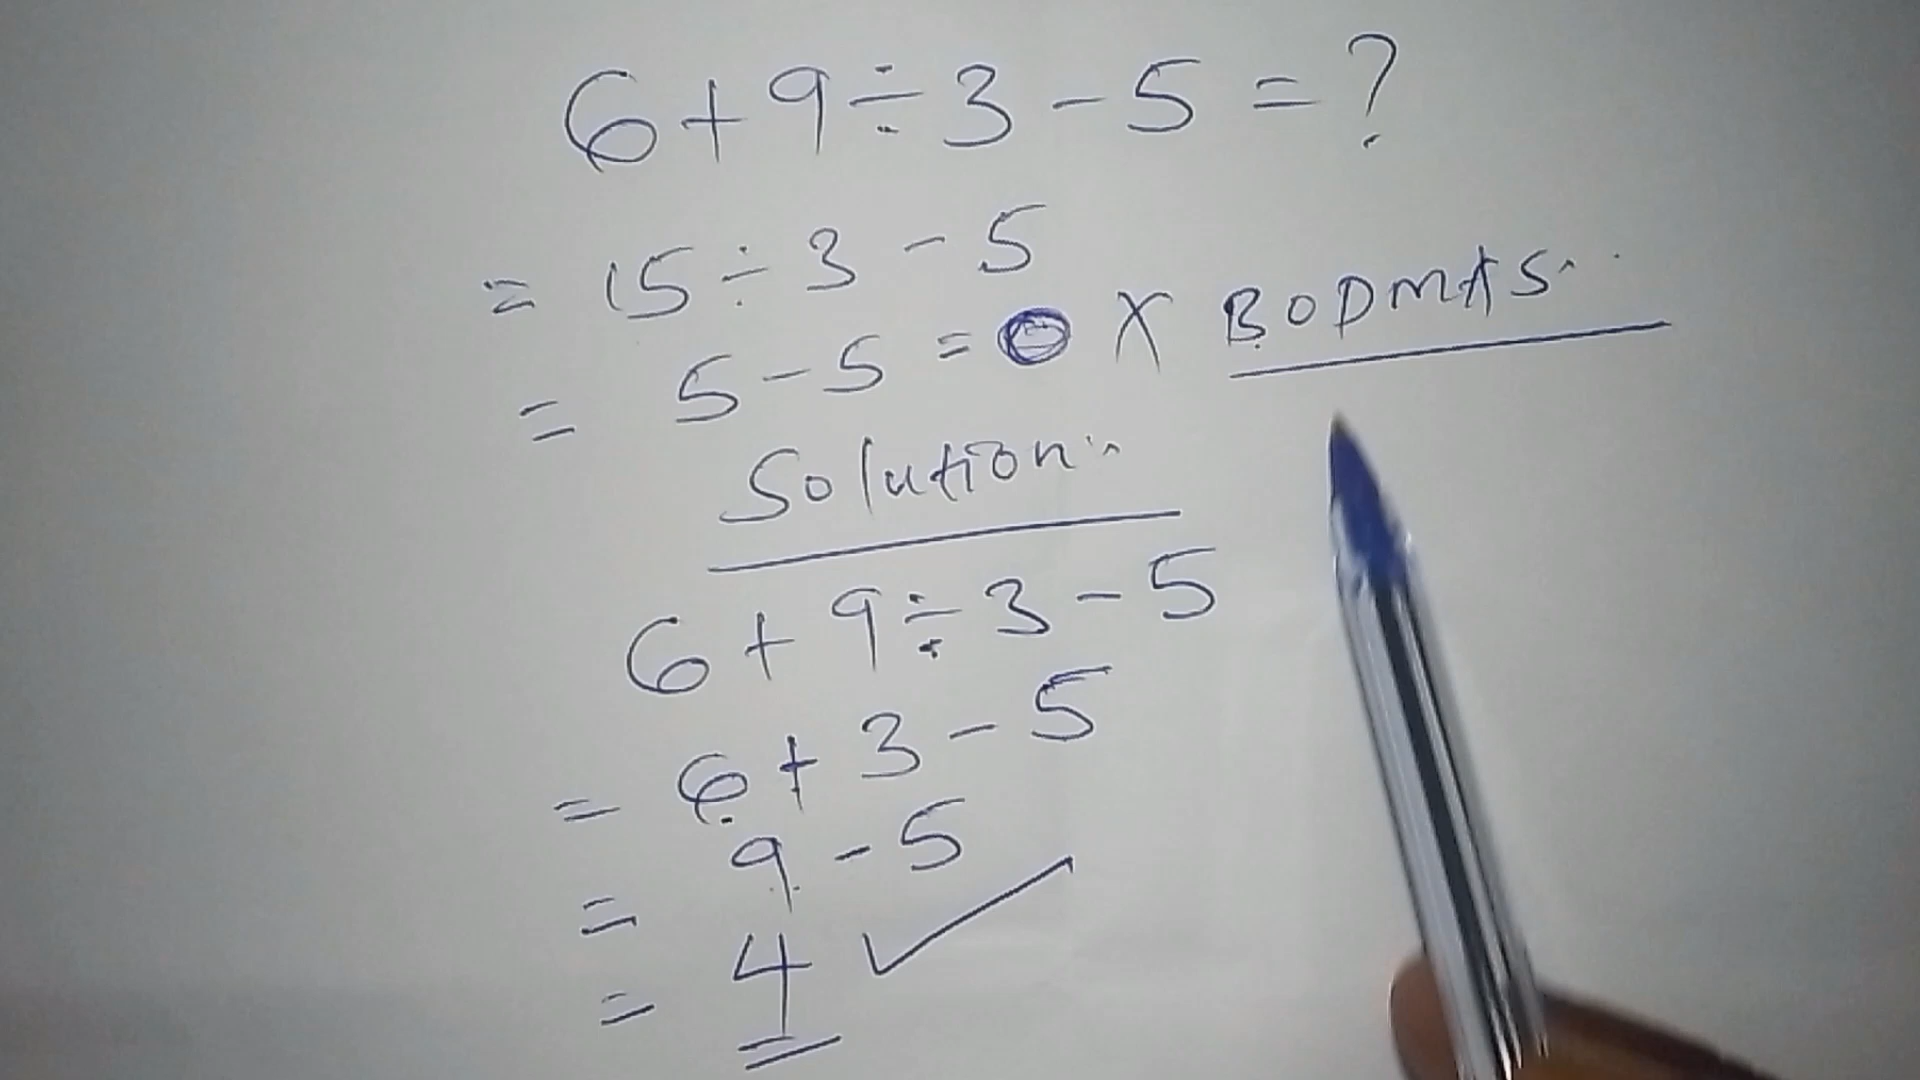 6+9÷3-5=?
= 15÷3-5
= 5-5=0 X BODMAS..
Solution..
6+9÷3-5
= 6+3-5
= 9-5
= 4 ✓